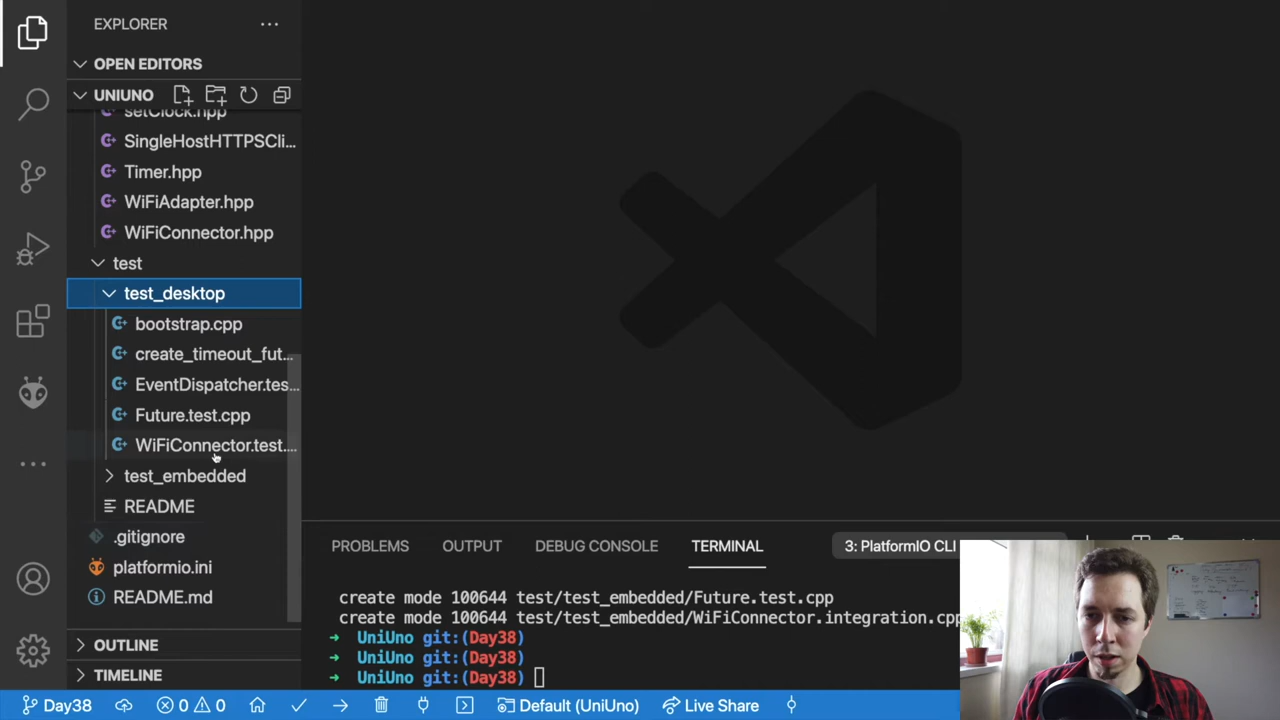 EXPLORER
OPEN EDITORS
UNIUNO
setClock.hpp
SingleHostHTTPSCli...
Timer.hpp
WiFiAdapter.hpp
WiFiConnector.hpp
test
test_desktop
bootstrap.cpp
create_timeout_fut...
EventDispatcher.tes...
Future.test.cpp
WiFiConnector.test....
test_embedded
README
.gitignore
platformio.ini
README.md
OUTLINE
TIMELINE
PROBLEMS OUTPUT DEBUG CONSOLE TERMINAL 3: PlatformIO CLI
create mode 100644 test/test_embedded/Future.test.cpp
create mode 100644 test/test_embedded/WiFiConnector.integration.cpp
➜ UniUno git:(Day38)
➜ UniUno git:(Day38)
➜ UniUno git:(Day38)
Day38 0 0 Default (UniUno) Live Share